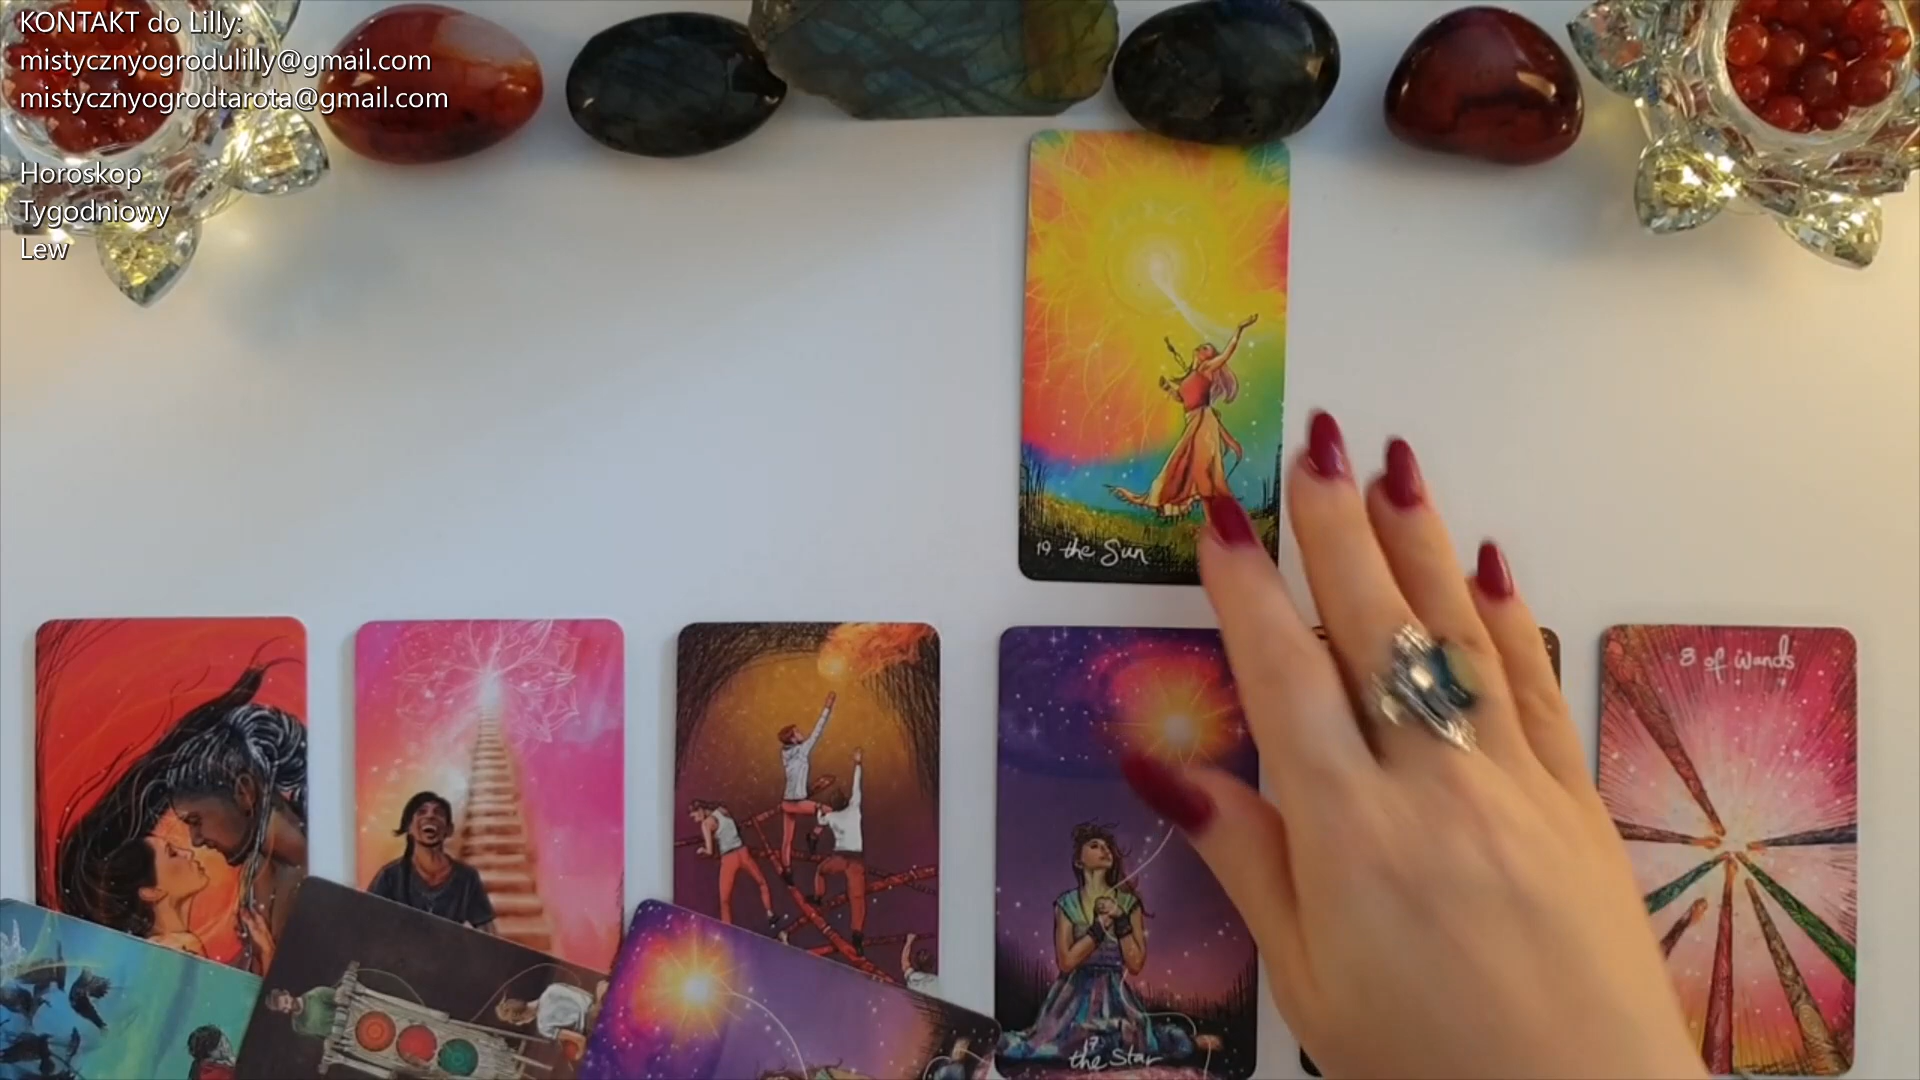 KONTAKT do Lilly:
mistycznyogrodulilly@gmail.com
mistycznyogrodtarota@gmail.com
Horoskop
Tygodniowy
Lew
19. the Sun
8 of Wands
17
the Star